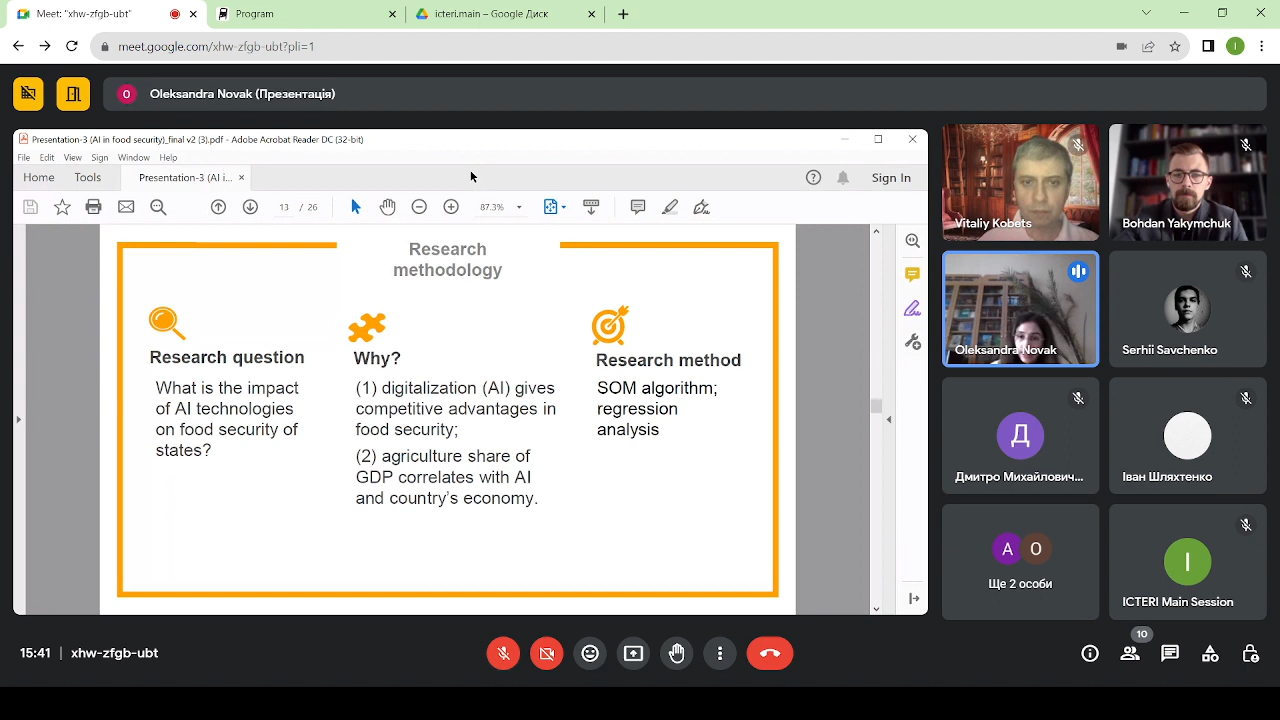 Meet: "xhw-zfgb-ubt"
Program
icteri.main – Google Диск
meet.google.com/xhw-zfgb-ubt?pli=1
I
O
Oleksandra Novak (Презентація)
Presentation-3 (AI in food security)_final v2 (3).pdf - Adobe Acrobat Reader DC (32-bit)
File Edit View Sign Window Help
Home Tools Presentation-3 (AI i... Sign In
13 / 26 87.3%
Research
methodology
Research question
What is the impact
of AI technologies
on food security of
states?
Why?
(1) digitalization (AI) gives
competitive advantages in
food security;
(2) agriculture share of
GDP correlates with AI
and country's economy.
Research method
SOM algorithm;
regression
analysis
Vitaliy Kobets
Bohdan Yakymchuk
Oleksandra Novak
Serhii Savchenko
Д
Дмитро Михайлович...
Іван Шляхтенко
A O
Ще 2 особи
I
ICTERI Main Session
15:41 | xhw-zfgb-ubt
10